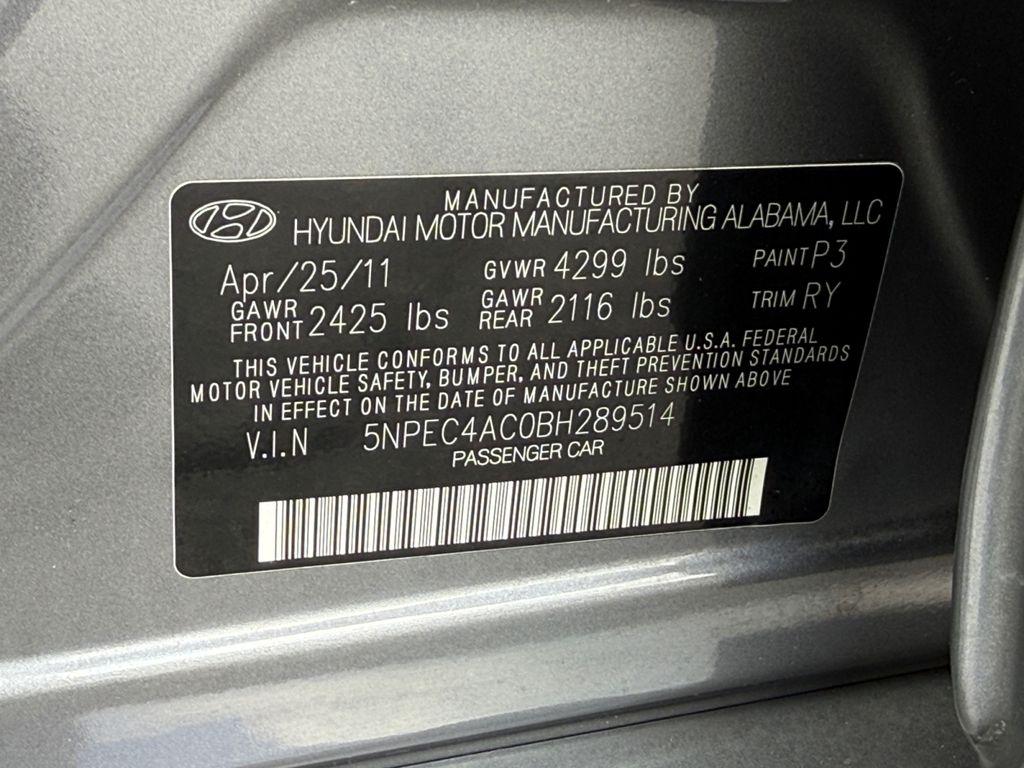 MANUFACTURED BY
HYUNDAI MOTOR MANUFACTURING ALABAMA, LLC
Apr/25/11 GVWR 4299 lbs PAINT P3
GAWR FRONT 2425 lbs GAWR REAR 2116 lbs TRIM RY
THIS VEHICLE CONFORMS TO ALL APPLICABLE U.S.A. FEDERAL
MOTOR VEHICLE SAFETY, BUMPER, AND THEFT PREVENTION STANDARDS
IN EFFECT ON THE DATE OF MANUFACTURE SHOWN ABOVE
V.I.N 5NPEC4AC0BH289514
PASSENGER CAR